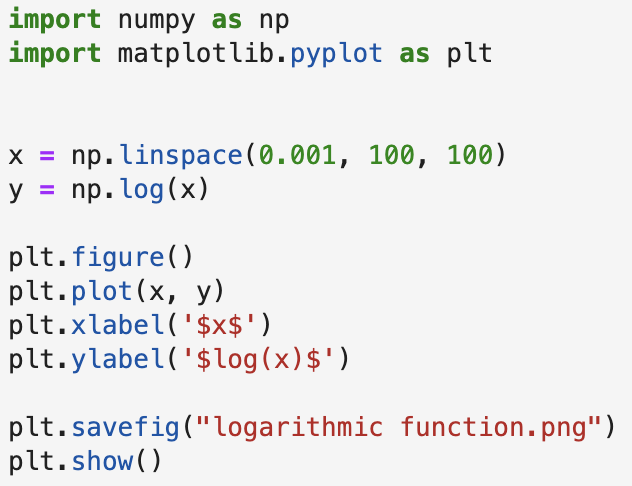 import numpy as np
import matplotlib.pyplot as plt
x = np.linspace(0.001, 100, 100)
y = np.log(x)
plt.figure()
plt.plot(x, y)
plt.xlabel('$x$')
plt.ylabel('$log(x)$')
plt.savefig("logarithmic function.png")
plt.show()